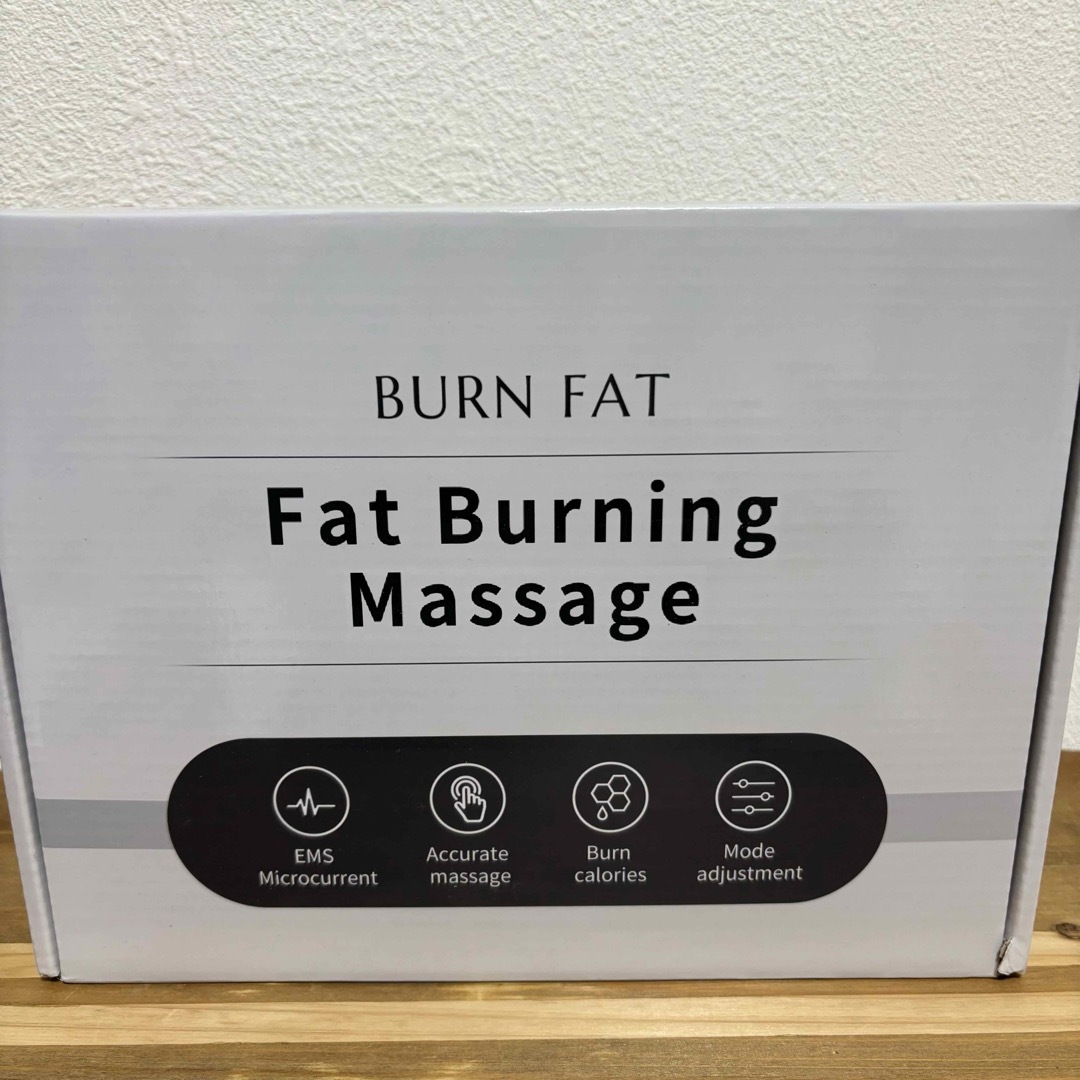 BURN FAT
Fat Burning
Massage
EMS
Microcurrent
Accurate
massage
Burn
calories
Mode
adjustment